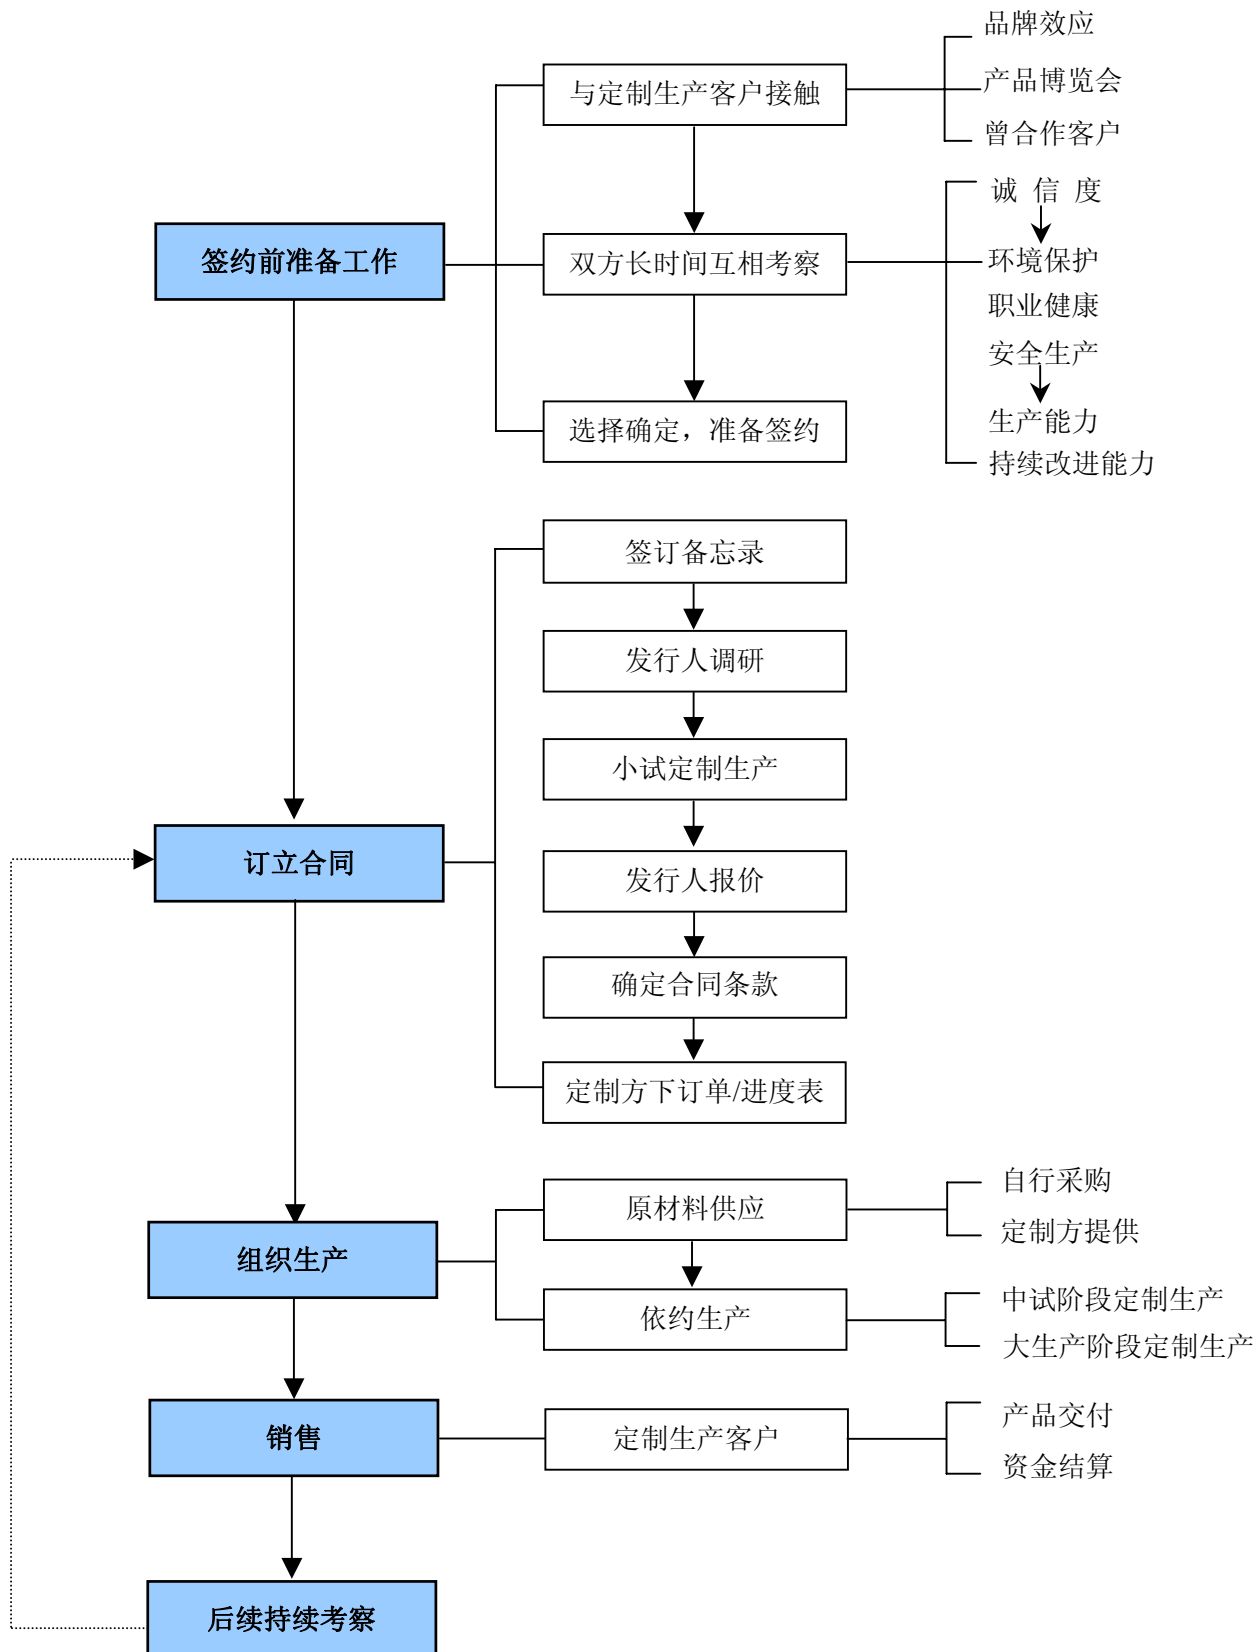 品牌效应
与定制生产客户接触
产品博览会
曾合作客户
诚 信 度
签约前准备工作
双方长时间互相考察
环境保护
职业健康
安全生产
选择确定，准备签约
生产能力
持续改进能力
签订备忘录
发行人调研
小试定制生产
订立合同
发行人报价
确定合同条款
定制方下订单/进度表
自行采购
原材料供应
定制方提供
组织生产
中试阶段定制生产
依约生产
大生产阶段定制生产
产品交付
销售
定制生产客户
资金结算
后续持续考察